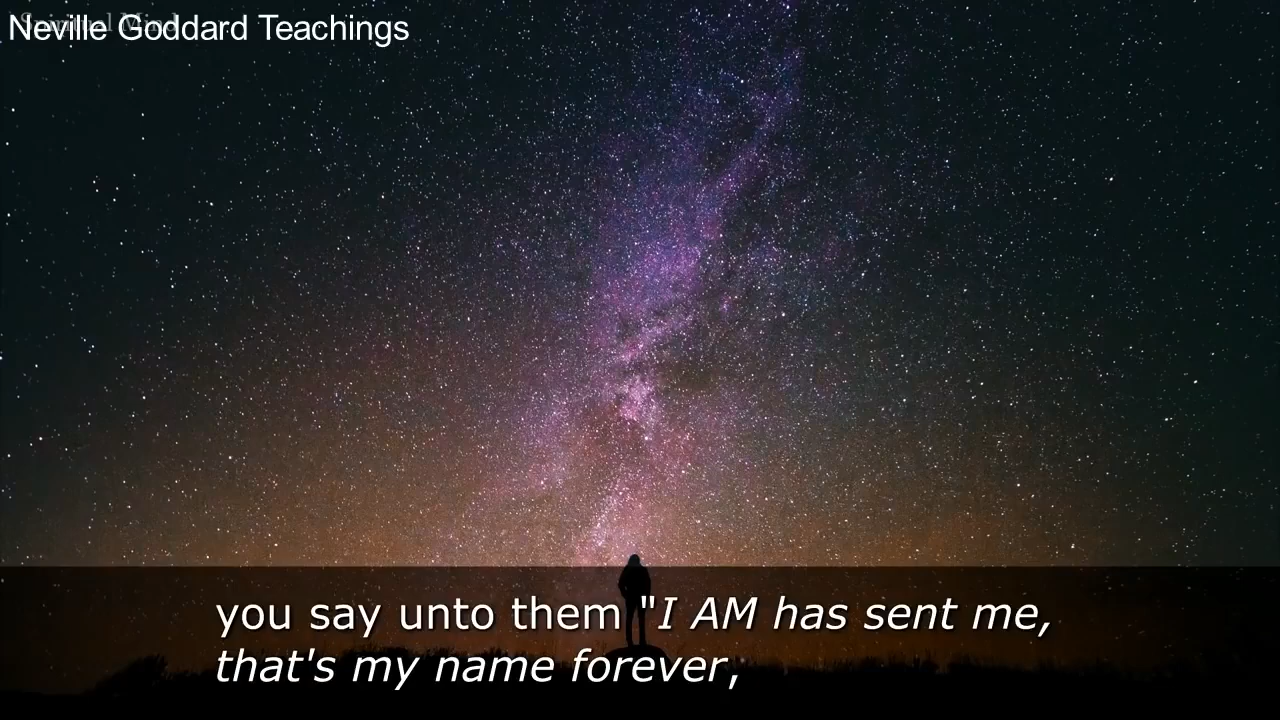 Neville Goddard Teachings
you say unto them "I AM has sent me,
that's my name forever,